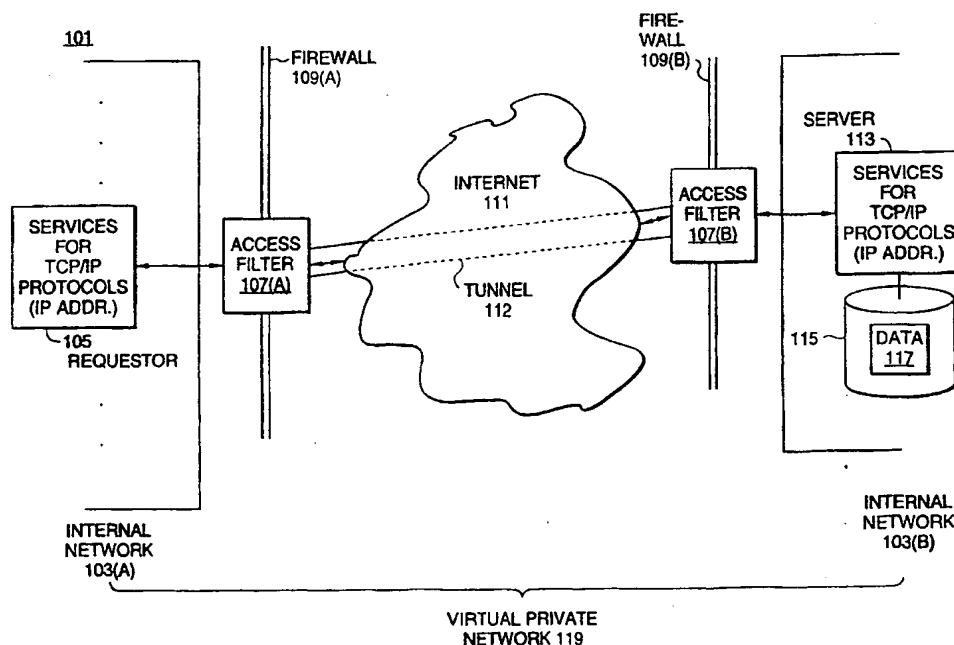 101
FIREWALL
109(A)
FIRE-
WALL
109(B)
SERVER
113
SERVICES
FOR
TCP/IP
PROTOCOLS
(IP ADDR.)
105
REQUESTOR
ACCESS
FILTER
107(A)
INTERNET
111
TUNNEL
112
ACCESS
FILTER
107(B)
SERVICES
FOR
TCP/IP
PROTOCOLS
(IP ADDR.)
115
DATA
117
INTERNAL
NETWORK
103(A)
INTERNAL
NETWORK
103(B)
VIRTUAL PRIVATE
NETWORK 119